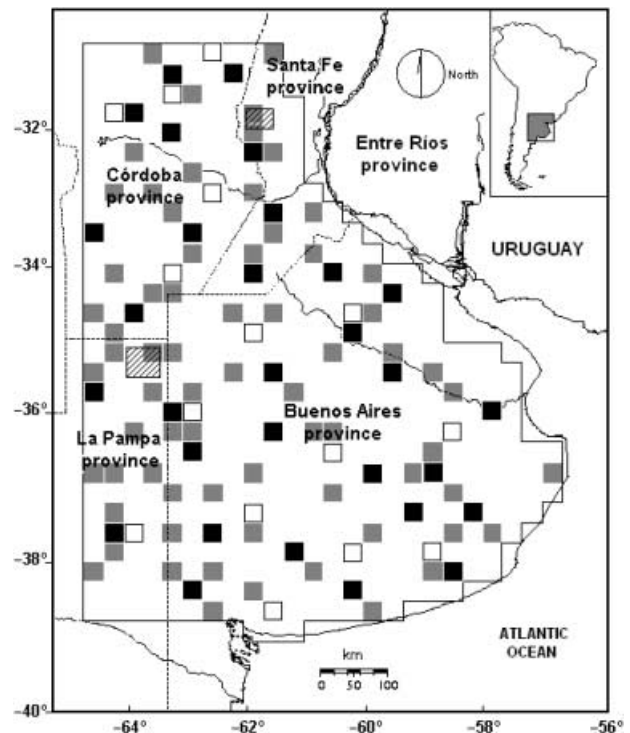 Santa Fe
province
North
−32°
Entre Ríos
province
Córdoba
province
URUGUAY
−34°
−36°
Buenos Aires
province
La Pampa
province
−38°
km
0 50 100
ATLANTIC
OCEAN
−40°
−64° −62° −60° −58° −56°